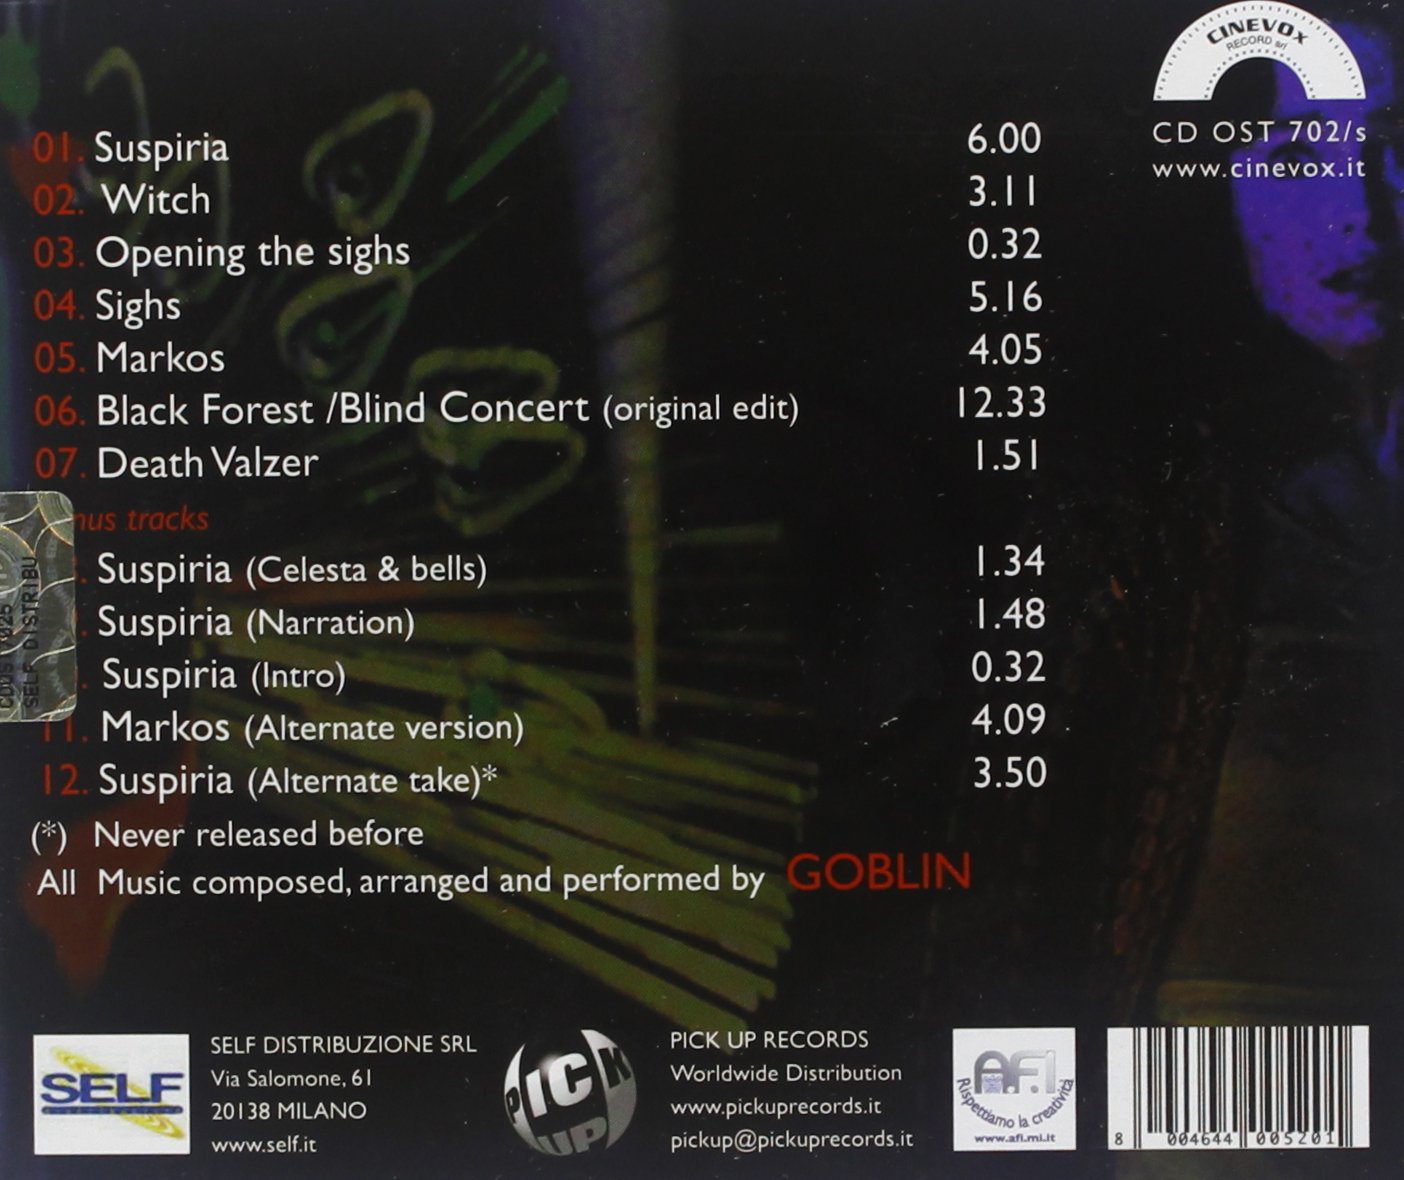 CINEVOX
RECORD srl
CD OST 702/s
www.cinevox.it
01. Suspiria 6.00
02. Witch 3.11
03. Opening the sighs 0.32
04. Sighs 5.16
05. Markos 4.05
06. Black Forest /Blind Concert (original edit) 12.33
07. Death Valzer 1.51
nus tracks
. Suspiria (Celesta & bells) 1.34
. Suspiria (Narration) 1.48
. Suspiria (Intro) 0.32
11. Markos (Alternate version) 4.09
12. Suspiria (Alternate take)* 3.50
(*) Never released before
All Music composed, arranged and performed by GOBLIN
SELF DISTRIBU
SELF
SELF DISTRIBUZIONE SRL
Via Salomone, 61
20138 MILANO
www.self.it
PICK
UP
PICK UP RECORDS
Worldwide Distribution
www.pickuprecords.it
pickup@pickuprecords.it
A.F.I
Rispettiamo la creatività
www.afi.mi.it
8 004644 005201